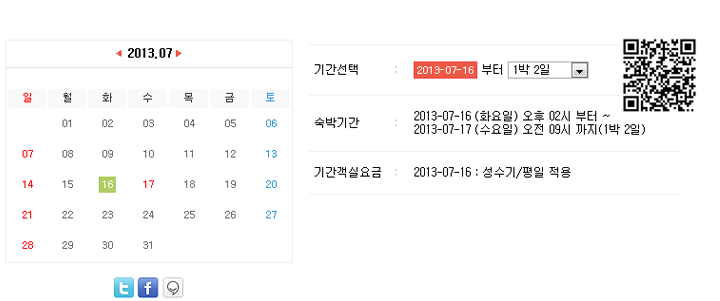 2013.07
일 월 화 수 목 금 토
01 02 03 04 05 06
07 08 09 10 11 12 13
14 15 16 17 18 19 20
21 22 23 24 25 26 27
28 29 30 31
기간선택 : 2013-07-16 부터 1박 2일
숙박기간 : 2013-07-16 (화요일) 오후 02시 부터 ~
2013-07-17 (수요일) 오전 09시 까지(1박 2일)
기간객실요금 : 2013-07-16 : 성수기/평일 적용